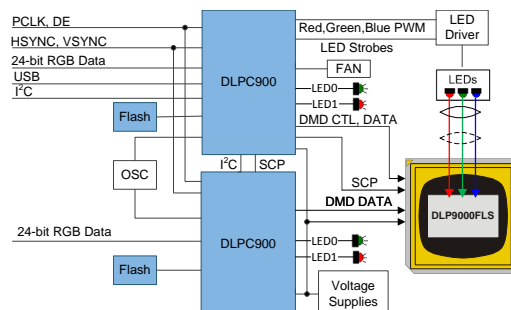 PCLK, DE
HSYNC, VSYNC
24-bit RGB Data
USB
I²C
Flash
OSC
DLPC900
Red,Green,Blue PWM
LED Strobes
FAN
LED0
LED1
DMD CTL, DATA
LED Driver
LEDs
I²C
SCP
SCP
DMD DATA
DLP9000FLS
24-bit RGB Data
Flash
DLPC900
LED0
LED1
Voltage
Supplies